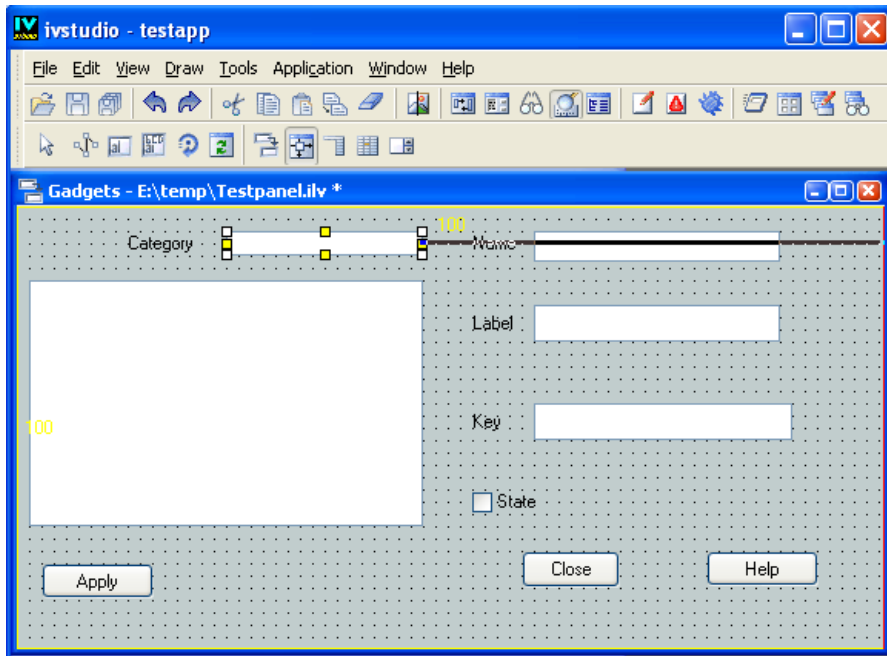 ivstudio - testapp
File Edit View Draw Tools Application Window Help
Gadgets - E:\temp\Testpanel.ilv *
100
Category
Name
Label
100
Key
State
Apply
Close
Help